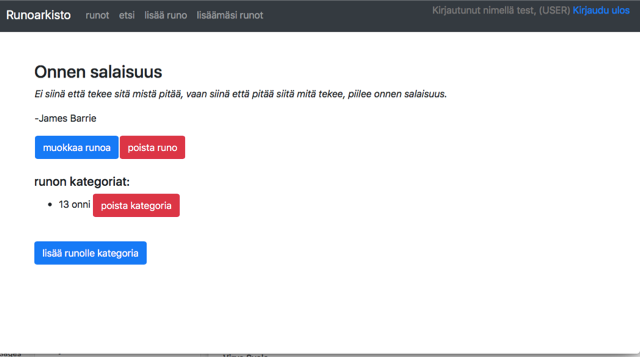 Runoarkisto runot etsi lisää runo lisäämäsi runot Kirjautunut nimellä test, (USER) Kirjaudu ulos
Onnen salaisuus
Ei siinä että tekee sitä mistä pitää, vaan siinä että pitää siitä mitä tekee, piilee onnen salaisuus.
-James Barrie
muokkaa runoa poista runo
runon kategoriat:
• 13 onni poista kategoria
lisää runolle kategoria